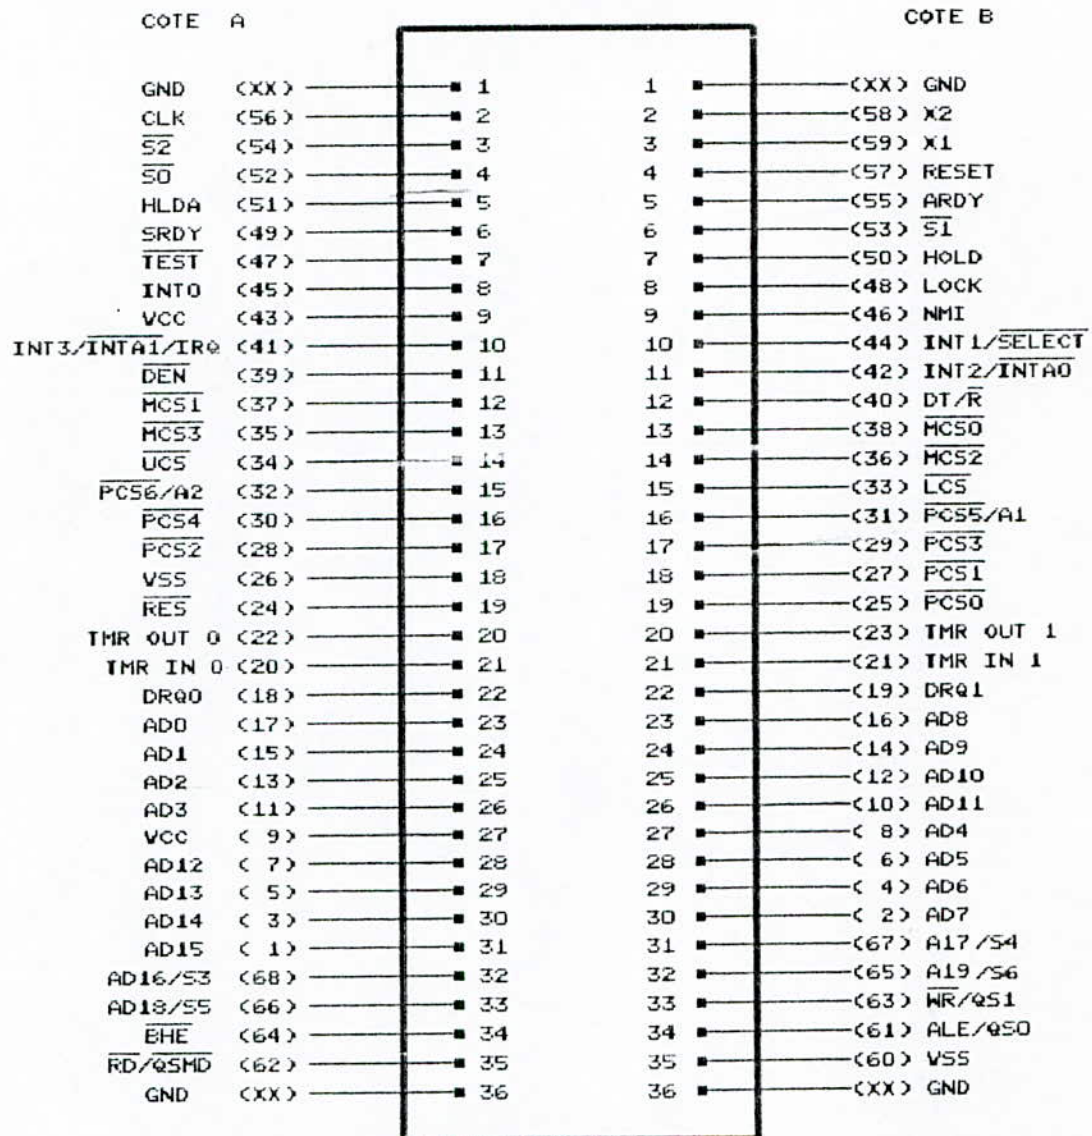 COTE A COTE B
GND (XX) 1 1 (XX) GND
CLK (56) 2 2 (58) X2
S2 (54) 3 3 (59) X1
S0 (52) 4 4 (57) RESET
HLDA (51) 5 5 (55) ARDY
SRDY (49) 6 6 (53) S1
TEST (47) 7 7 (50) HOLD
INT0 (45) 8 8 (48) LOCK
VCC (43) 9 9 (46) NMI
INT3/INTA1/IRQ (41) 10 10 (44) INT1/SELECT
DEN (39) 11 11 (42) INT2/INTA0
MCS1 (37) 12 12 (40) DT/R
MCS3 (35) 13 13 (38) MCS0
UCS (34) 14 14 (36) MCS2
PCS6/A2 (32) 15 15 (33) LCS
PCS4 (30) 16 16 (31) PCS5/A1
PCS2 (28) 17 17 (29) PCS3
VSS (26) 18 18 (27) PCS1
RES (24) 19 19 (25) PCS0
TMR OUT 0 (22) 20 20 (23) TMR OUT 1
TMR IN 0 (20) 21 21 (21) TMR IN 1
DRQ0 (18) 22 22 (19) DRQ1
AD0 (17) 23 23 (16) AD8
AD1 (15) 24 24 (14) AD9
AD2 (13) 25 25 (12) AD10
AD3 (11) 26 26 (10) AD11
VCC ( 9) 27 27 ( 8) AD4
AD12 ( 7) 28 28 ( 6) AD5
AD13 ( 5) 29 29 ( 4) AD6
AD14 ( 3) 30 30 ( 2) AD7
AD15 ( 1) 31 31 (67) A17/S4
AD16/S3 (68) 32 32 (65) A19/S6
AD18/S5 (66) 33 33 (63) WR/QS1
BHE (64) 34 34 (61) ALE/QS0
RD/QSMD (62) 35 35 (60) VSS
GND (XX) 36 36 (XX) GND